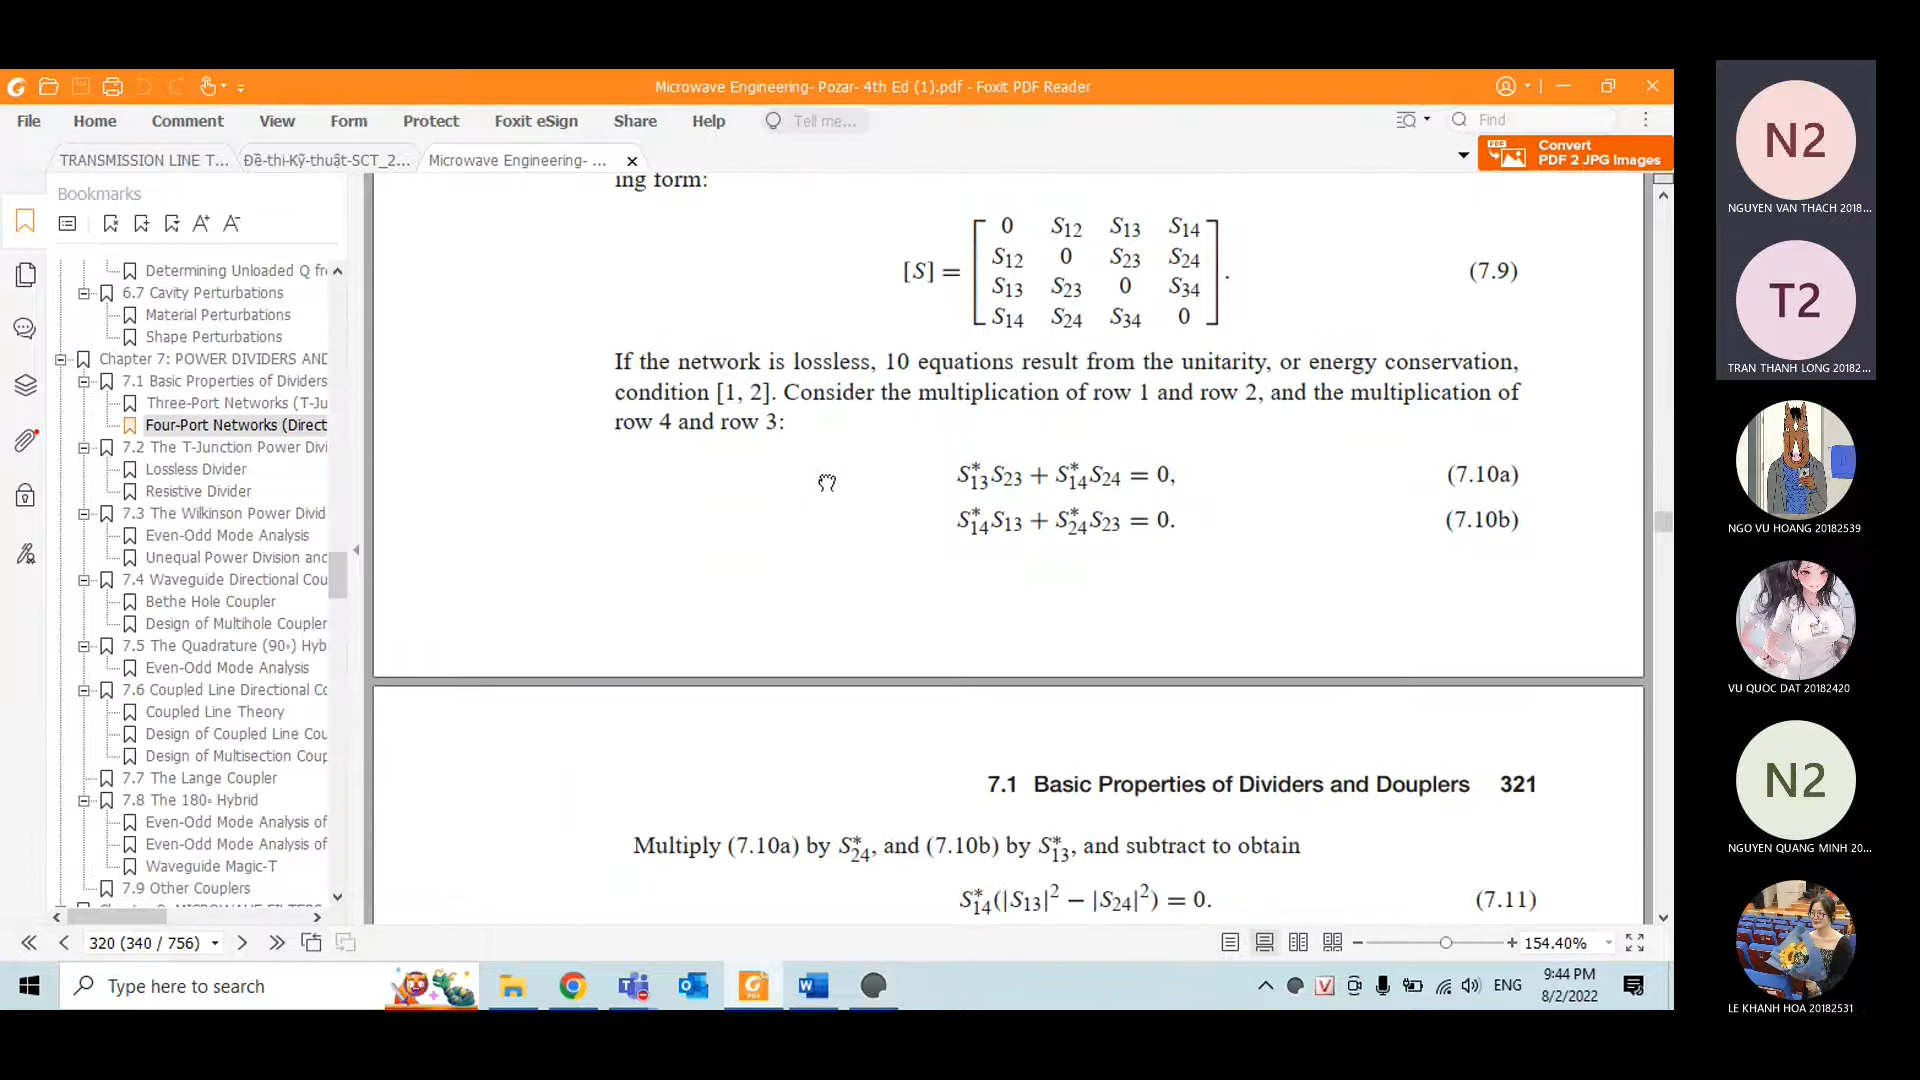 Microwave Engineering- Pozar- 4th Ed (1).pdf - Foxit PDF Reader
File Home Comment View Form Protect Foxit eSign Share Help Tell me... Find
TRANSMISSION LINE T... Đề-thi-Kỹ-thuật-SCT_2... Microwave Engineering- ...
Convert
PDF 2 JPG Images
Bookmarks
Determining Unloaded Q fr
6.7 Cavity Perturbations
Material Perturbations
Shape Perturbations
Chapter 7: POWER DIVIDERS AND
7.1 Basic Properties of Dividers
Three-Port Networks (T-Ju
Four-Port Networks (Direct
7.2 The T-Junction Power Divi
Lossless Divider
Resistive Divider
7.3 The Wilkinson Power Divid
Even-Odd Mode Analysis
Unequal Power Division anc
7.4 Waveguide Directional Cou
Bethe Hole Coupler
Design of Multihole Coupler
7.5 The Quadrature (90◦) Hyb
Even-Odd Mode Analysis
7.6 Coupled Line Directional Co
Coupled Line Theory
Design of Coupled Line Cou
Design of Multisection Coup
7.7 The Lange Coupler
7.8 The 180◦ Hybrid
Even-Odd Mode Analysis of
Even-Odd Mode Analysis of
Waveguide Magic-T
7.9 Other Couplers
ing form:
[S] = [ 0 S12 S13 S14
S12 0 S23 S24
S13 S23 0 S34
S14 S24 S34 0 ] . (7.9)
If the network is lossless, 10 equations result from the unitarity, or energy conservation,
condition [1, 2]. Consider the multiplication of row 1 and row 2, and the multiplication of
row 4 and row 3:
S*13S23 + S*14S24 = 0, (7.10a)
S*14S13 + S*24S23 = 0. (7.10b)
7.1 Basic Properties of Dividers and Douplers 321
Multiply (7.10a) by S*24, and (7.10b) by S*13, and subtract to obtain
S*14(|S13|² − |S24|²) = 0. (7.11)
320 (340 / 756) 154.40%
Type here to search
ENG
9:44 PM
8/2/2022
N2
NGUYEN VAN THACH 2018...
T2
TRAN THANH LONG 20182...
NGO VU HOANG 20182539
VU QUOC DAT 20182420
N2
NGUYEN QUANG MINH 20...
LE KHANH HOA 20182531